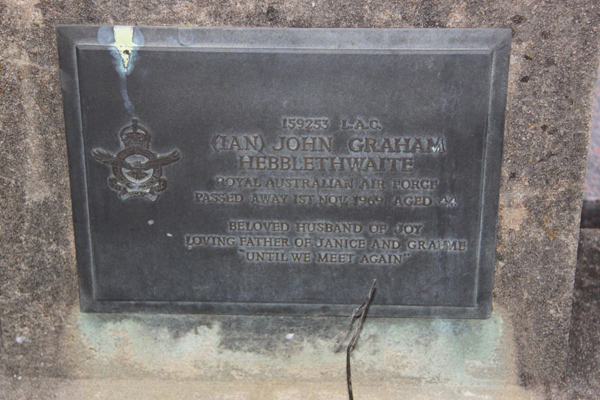 159253 L.A.C.
(IAN) JOHN GRAHAM
HEBBLETHWAITE
ROYAL AUSTRALIAN AIR FORCE
PASSED AWAY 1ST NOV. 1969 AGED
BELOVED HUSBAND OF JOY
LOVING FATHER OF JANICE AND GRAEME
"UNTIL WE MEET AGAIN"